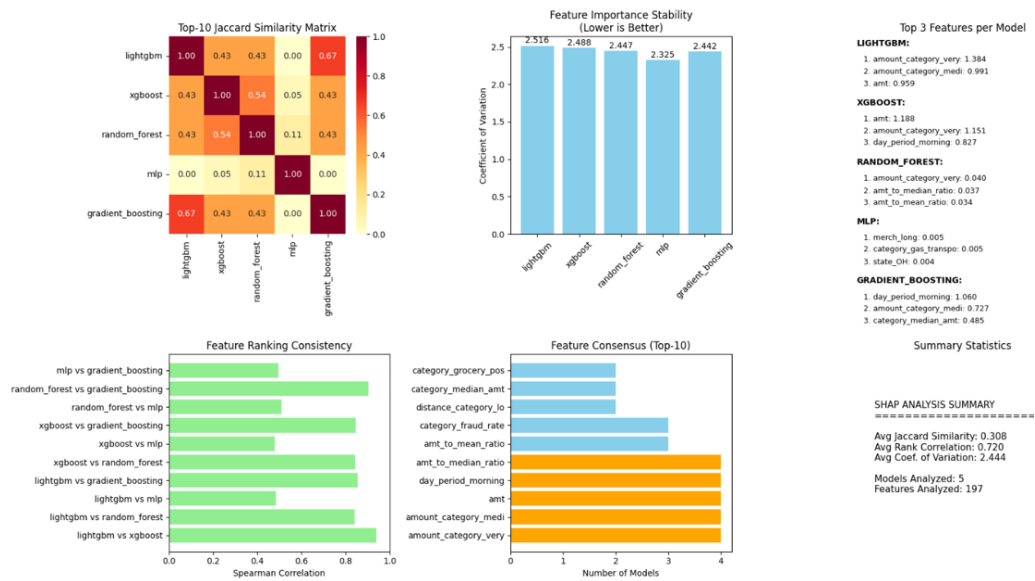 Top-10 Jaccard Similarity Matrix
lightgbm
xgboost
random_forest
mlp
gradient_boosting
1.00 0.43 0.43 0.00 0.67
0.43 1.00 0.54 0.05 0.43
0.43 0.54 1.00 0.11 0.43
0.00 0.05 0.11 1.00 0.00
0.67 0.43 0.43 0.00 1.00
lightgbm
xgboost
random_forest
mlp
gradient_boosting
1.0
0.8
0.6
0.4
0.2
0.0
Feature Importance Stability
(Lower is Better)
Coefficient of Variation
2.5
2.0
1.5
1.0
0.5
0.0
2.516 2.488 2.447 2.325 2.442
lightgbm
xgboost
random_forest
mlp
gradient_boosting
Top 3 Features per Model
LIGHTGBM:
1. amount_category_very: 1.384
2. amount_category_medi: 0.991
3. amt: 0.959
XGBOOST:
1. amt: 1.188
2. amount_category_very: 1.151
3. day_period_morning: 0.827
RANDOM_FOREST:
1. amount_category_very: 0.040
2. amt_to_median_ratio: 0.037
3. amt_to_mean_ratio: 0.034
MLP:
1. merch_long: 0.005
2. category_gas_transpo: 0.005
3. state_OH: 0.004
GRADIENT_BOOSTING:
1. day_period_morning: 1.060
2. amount_category_medi: 0.727
3. category_median_amt: 0.485
Feature Ranking Consistency
mlp vs gradient_boosting
random_forest vs gradient_boosting
random_forest vs mlp
xgboost vs gradient_boosting
xgboost vs mlp
xgboost vs random_forest
lightgbm vs gradient_boosting
lightgbm vs mlp
lightgbm vs random_forest
lightgbm vs xgboost
0.0 0.2 0.4 0.6 0.8 1.0
Spearman Correlation
Feature Consensus (Top-10)
category_grocery_pos
category_median_amt
distance_category_lo
category_fraud_rate
amt_to_mean_ratio
amt_to_median_ratio
day_period_morning
amt
amount_category_medi
amount_category_very
0 1 2 3 4
Number of Models
Summary Statistics
SHAP ANALYSIS SUMMARY
=====================
Avg Jaccard Similarity: 0.308
Avg Rank Correlation: 0.720
Avg Coef. of Variation: 2.444
Models Analyzed: 5
Features Analyzed: 197